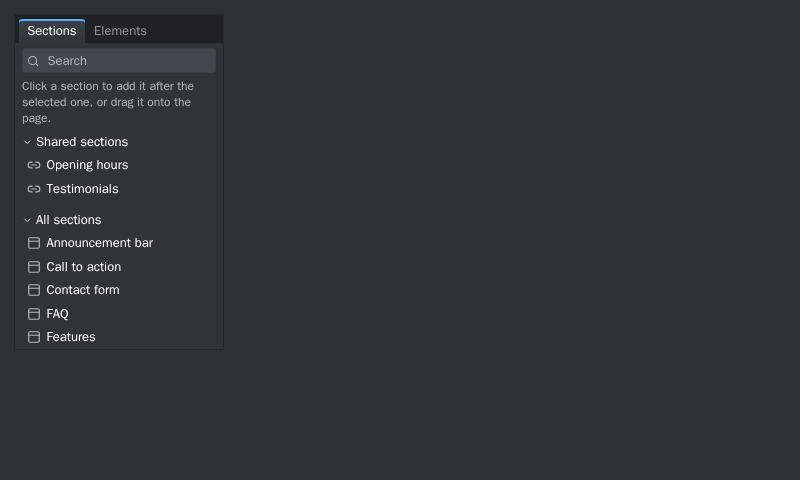 Sections
Elements
Search
Click a section to add it after the
selected one, or drag it onto the
page.
Shared sections
Opening hours
Testimonials
All sections
Announcement bar
Call to action
Contact form
FAQ
Features